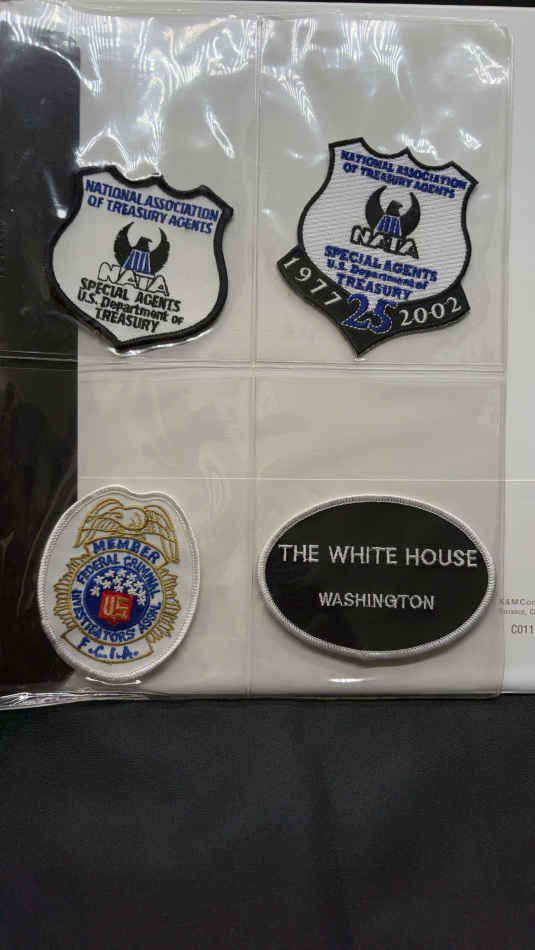 NATIONAL ASSOCIATION
OF TREASURY AGENTS
NATA
SPECIAL AGENTS
U.S. Department of
TREASURY
NATIONAL ASSOCIATION
OF TREASURY AGENTS
NATA
SPECIAL AGENTS
U.S. Department of
TREASURY
1977 25 2002
MEMBER
FEDERAL CRIMINAL
US
INVESTIGATORS' ASSN.
F.C.I.A.
THE WHITE HOUSE
WASHINGTON
C011